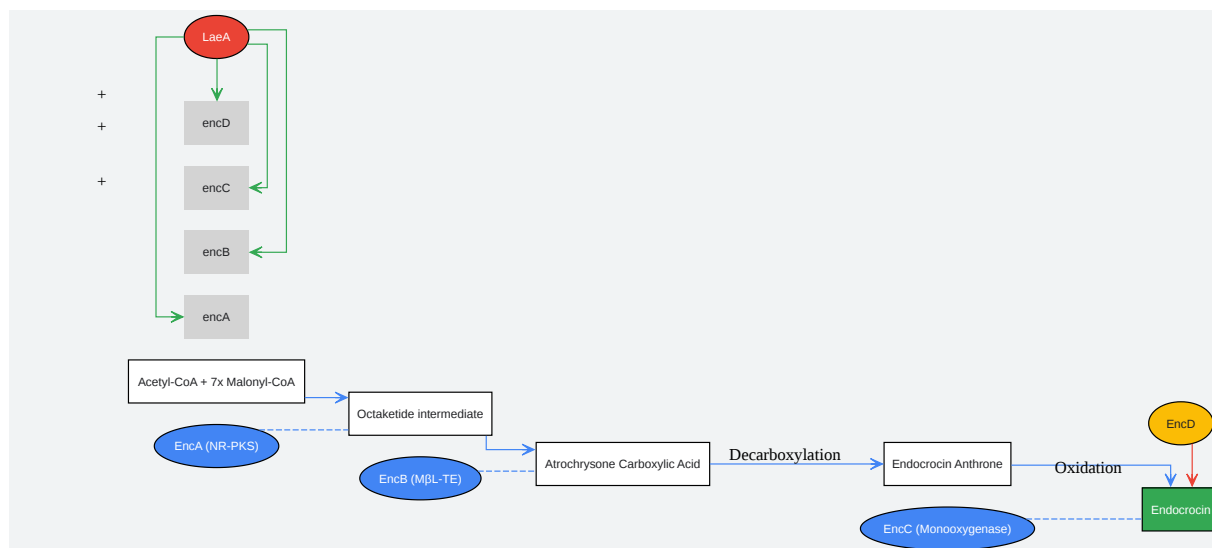 LaeA
+
encD
+
encC
+
encB
encA
Acetyl-CoA + 7x Malonyl-CoA
Octaketide intermediate
EncA (NR-PKS)
EncD
Decarboxylation
Atrochrysone Carboxylic Acid
Endocrocin Anthrone
Oxidation
EncB (MβL-TE)
Endocrocin
EncC (Monooxygenase)